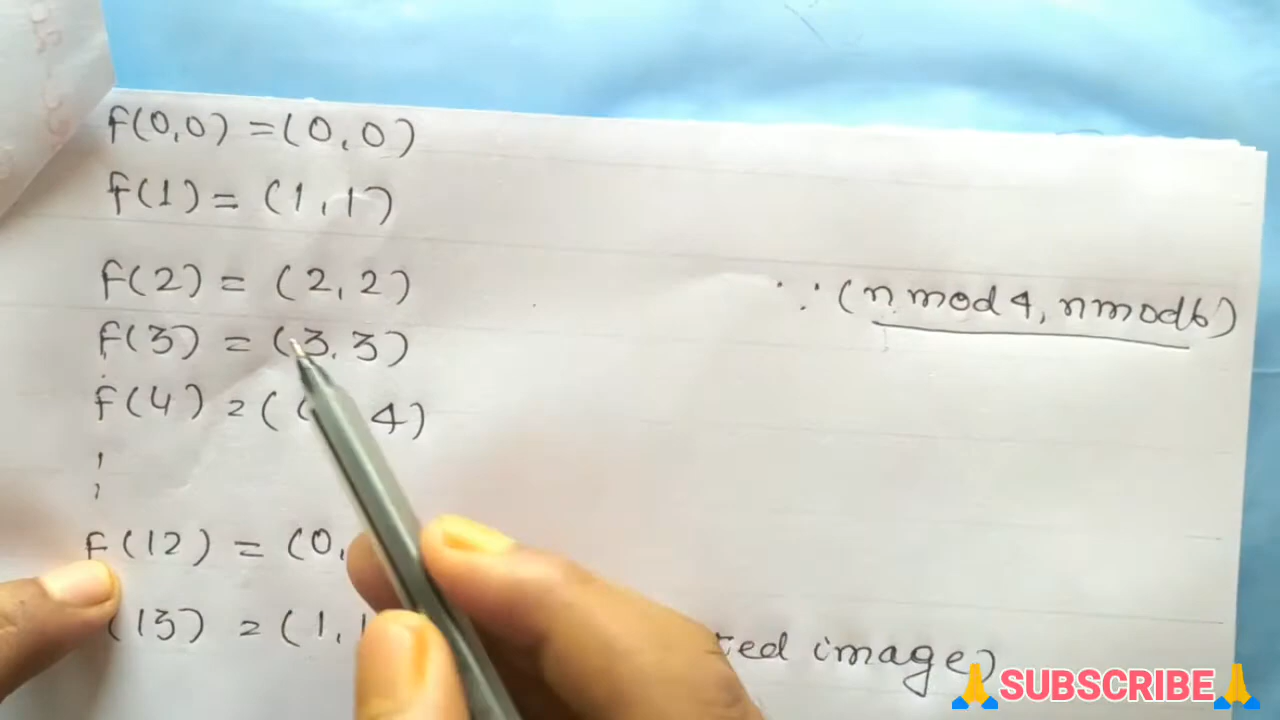 f(0,0) = (0,0)
f(1) = (1,1)
f(2) = (2,2)
∵ (n mod 4, n mod 6)
f(3) = (3,3)
f(4) = ( 4)
f(12) = (0,
(13) = (1,1
image)
🙏SUBSCRIBE🙏